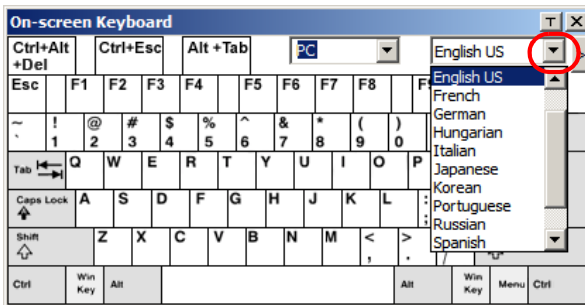 On-screen Keyboard T X
Ctrl+Alt +Del Ctrl+Esc Alt +Tab PC English US
Esc F1 F2 F3 F4 F5 F6 F7 F8
~ ! @ # $ % ^ & * ( )
` 1 2 3 4 5 6 7 8 9 0
Tab Q W E R T Y U I O P
Caps Lock A S D F G H J K L : ;
Shift Z X C V B N M < , > . /
Ctrl Win Key Alt Alt Win Key Menu Ctrl
English US
French
German
Hungarian
Italian
Japanese
Korean
Portuguese
Russian
Spanish